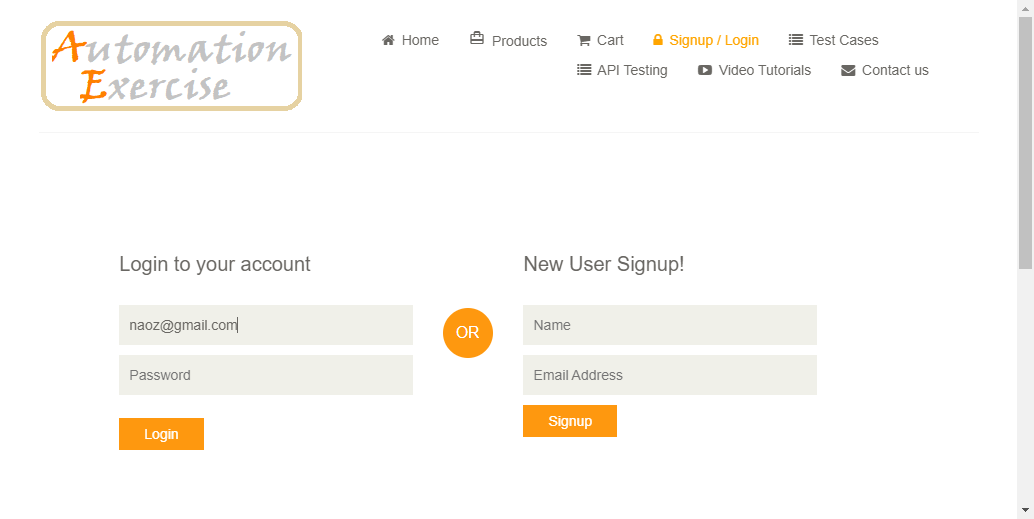 Automation
Exercise
Home Products Cart Signup / Login Test Cases
API Testing Video Tutorials Contact us
Login to your account
naoz@gmail.com
Password
Login
OR
New User Signup!
Name
Email Address
Signup